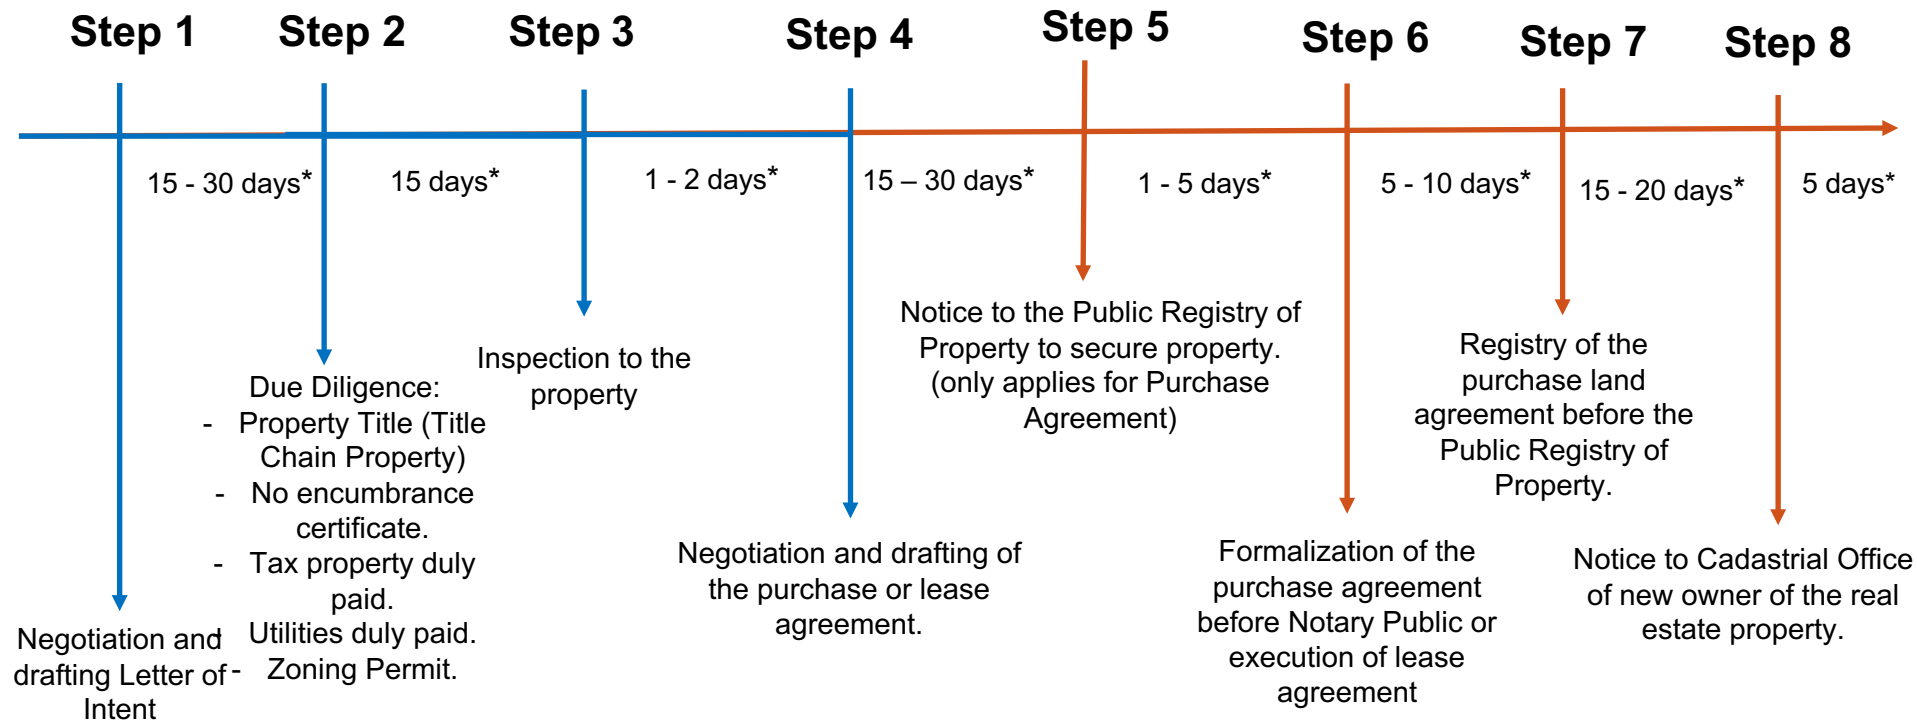 Step 1
Step 2
Step 3
Step 4
Step 5
Step 6
Step 7
Step 8
15 - 30 days*
15 days*
1 - 2 days*
15 – 30 days*
1 - 5 days*
5 - 10 days*
15 - 20 days*
5 days*
Negotiation and
drafting Letter of
Intent
Due Diligence:
- Property Title (Title
Chain Property)
- No encumbrance
certificate.
- Tax property duly
paid.
- Utilities duly paid.
- Zoning Permit.
Inspection to the
property
Negotiation and drafting of
the purchase or lease
agreement.
Notice to the Public Registry of
Property to secure property.
(only applies for Purchase
Agreement)
Formalization of the
purchase agreement
before Notary Public or
execution of lease
agreement
Registry of the
purchase land
agreement before the
Public Registry of
Property.
Notice to Cadastrial Office
of new owner of the real
estate property.